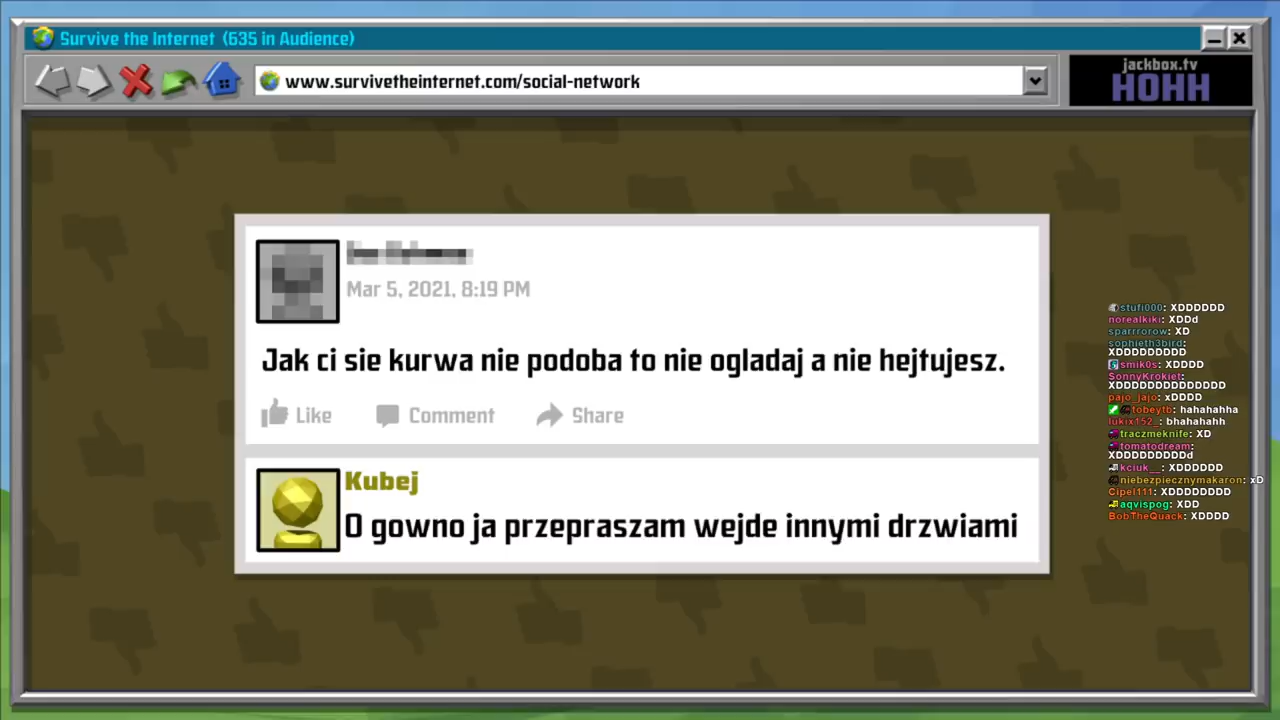 Survive the Internet (635 in Audience)
www.survivetheinternet.com/social-network
jackbox.tv
HOHH
Mar 5, 2021, 8:19 PM
Jak ci sie kurwa nie podoba to nie ogladaj a nie hejtujesz.
Like
Comment
Share
Kubej
O gowno ja przepraszam wejde innymi drzwiami
stufi000: XDDDDDD
norealkiki: XDDd
sparrrorow: XD
sophieth3bird:
XDDDDDDDDD
smik0s: XDDDD
SonnyKrokiet:
XDDDDDDDDDDDDDD
pajo_jajo: xDDDD
tobeytb: hahahahha
lukix152_: bhahahahh
traczmeknife: XD
tomatodream:
XDDDDDDDDDd
kciuk__: XDDDDDD
niebezpiecznymakaron: xD
Cipel111: XDDDDDDDD
aqvispog: XDD
BobTheQuack: XDDDD